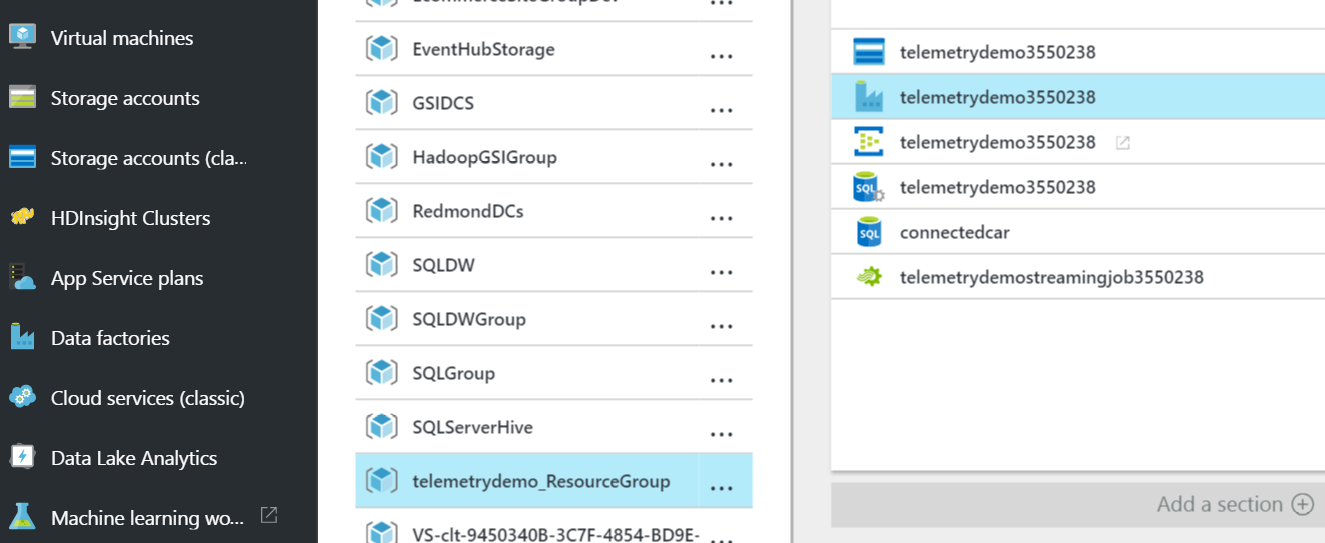 Virtual machines
Storage accounts
Storage accounts (cla...
HDInsight Clusters
App Service plans
Data factories
Cloud services (classic)
Data Lake Analytics
Machine learning wo...
EventHubStorage
GSIDCS
HadoopGSIGroup
RedmondDCs
SQLDW
SQLDWGroup
SQLGroup
SQLServerHive
telemetrydemo_ResourceGroup
VS-clt-9450340B-3C7F-4854-BD9E-
telemetrydemo3550238
telemetrydemo3550238
telemetrydemo3550238
SQL telemetrydemo3550238
SQL connectedcar
telemetrydemostreamingjob3550238
Add a section